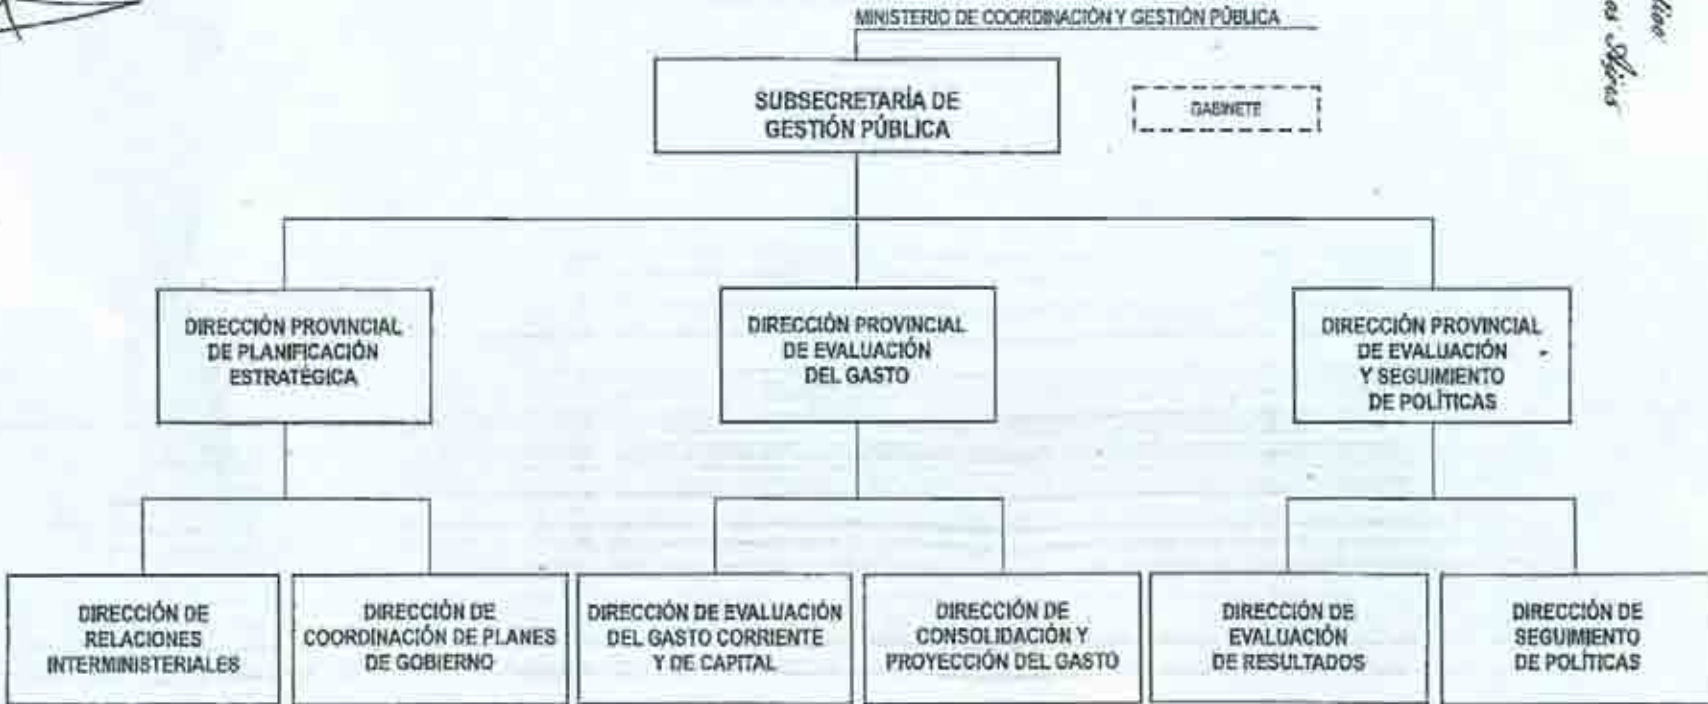 MINISTERIO DE COORDINACIÓN Y GESTIÓN PÚBLICA
SUBSECRETARÍA DE
GESTIÓN PÚBLICA
GABINETE
DIRECCIÓN PROVINCIAL
DE PLANIFICACIÓN
ESTRATÉGICA
DIRECCIÓN PROVINCIAL
DE EVALUACIÓN
DEL GASTO
DIRECCIÓN PROVINCIAL
DE EVALUACIÓN
Y SEGUIMIENTO
DE POLÍTICAS
DIRECCIÓN DE
RELACIONES
INTERMINISTERIALES
DIRECCIÓN DE
COORDINACIÓN DE PLANES
DE GOBIERNO
DIRECCIÓN DE EVALUACIÓN
DEL GASTO CORRIENTE
Y DE CAPITAL
DIRECCIÓN DE
CONSOLIDACIÓN Y
PROYECCIÓN DEL GASTO
DIRECCIÓN DE
EVALUACIÓN
DE RESULTADOS
DIRECCIÓN DE
SEGUIMIENTO
DE POLÍTICAS